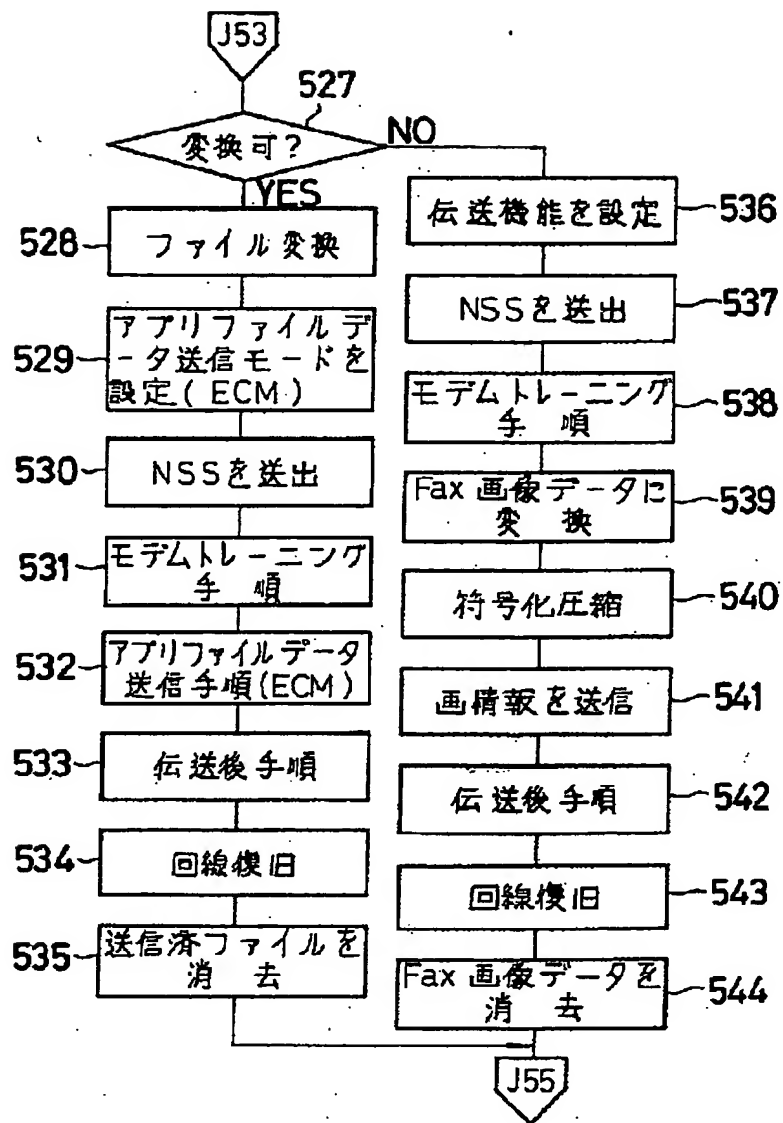 J53
527
変換可?
NO
YES
528
ファイル変換
529
アプリファイルデ
ータ送信モードを
設定(ECM)
530
NSSを送出
531
モデムトレーニング
手順
532
アプリファイルデータ
送信手順(ECM)
533
伝送後手順
534
回線復旧
535
送信済ファイルを
消去
伝送機能を設定
536
NSSを送出
537
モデムトレーニング
手順
538
Fax画像データに
変換
539
符号化圧縮
540
画情報を送信
541
伝送後手順
542
回線復旧
543
Fax画像データを
消去
544
J55